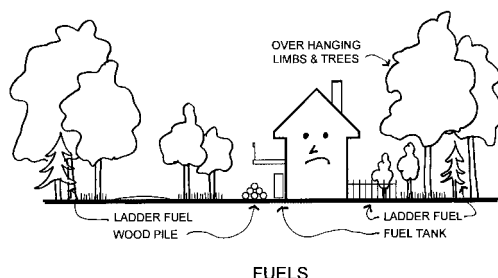 OVER HANGING
LIMBS & TREES
LADDER FUEL
WOOD PILE
LADDER FUEL
FUEL TANK
FUELS